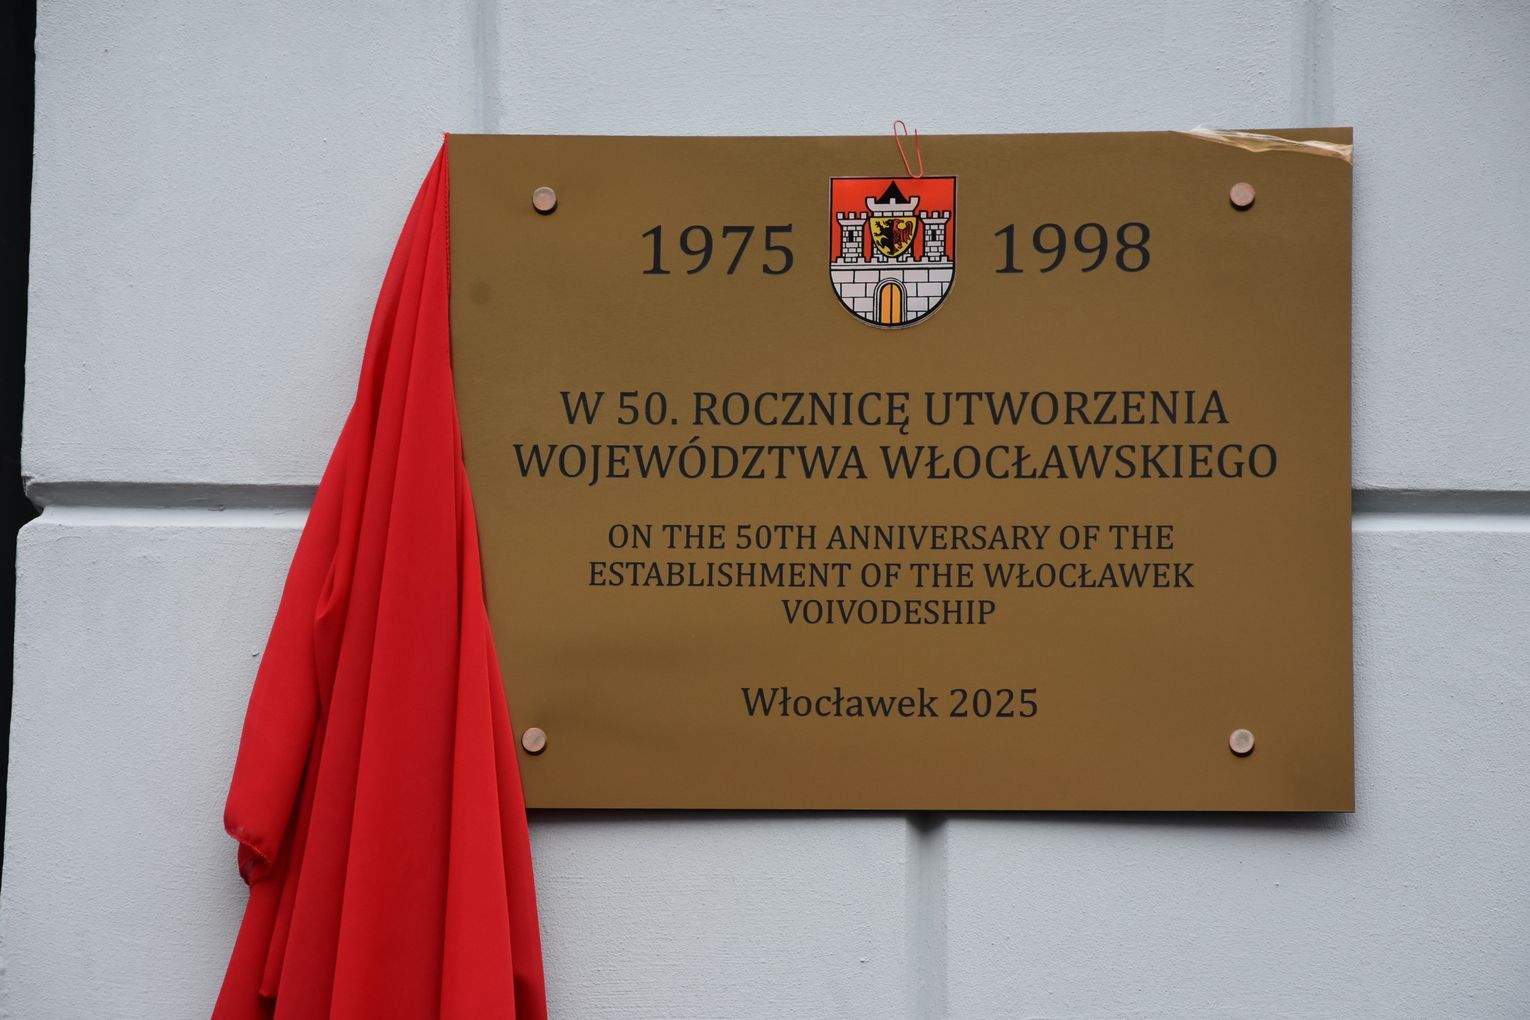 1975 1998
W 50. ROCZNICĘ UTWORZENIA
WOJEWÓDZTWA WŁOCŁAWSKIEGO
ON THE 50TH ANNIVERSARY OF THE
ESTABLISHMENT OF THE WŁOCŁAWEK
VOIVODESHIP
Włocławek 2025